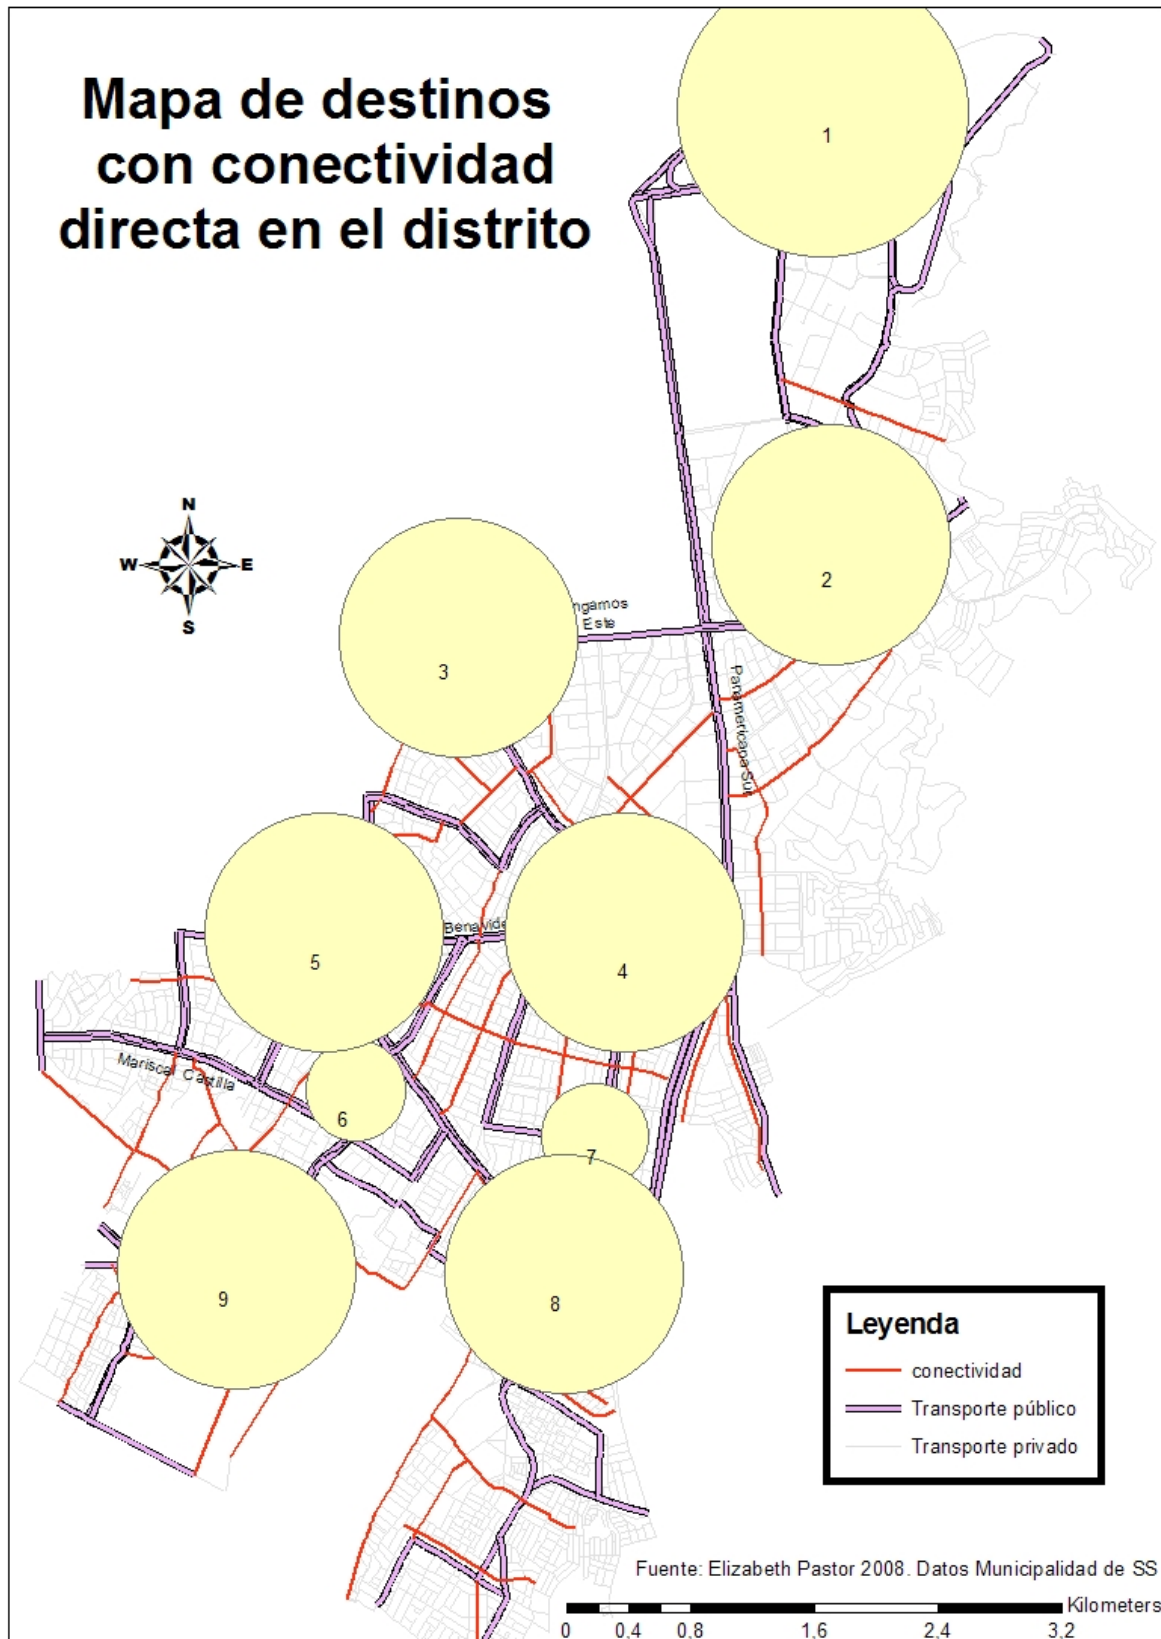 Mapa de destinos
con conectividad
directa en el distrito
1
N
W E
S
2
ngamos
Este
3
Panamericana Sur
Benavide
5
4
Mariscal Castilla
6
7
9
8
Leyenda
conectividad
Transporte público
Transporte privado
Fuente: Elizabeth Pastor 2008. Datos Municipalidad de SS
Kilometers
0 0,4 0,8 1,6 2,4 3,2